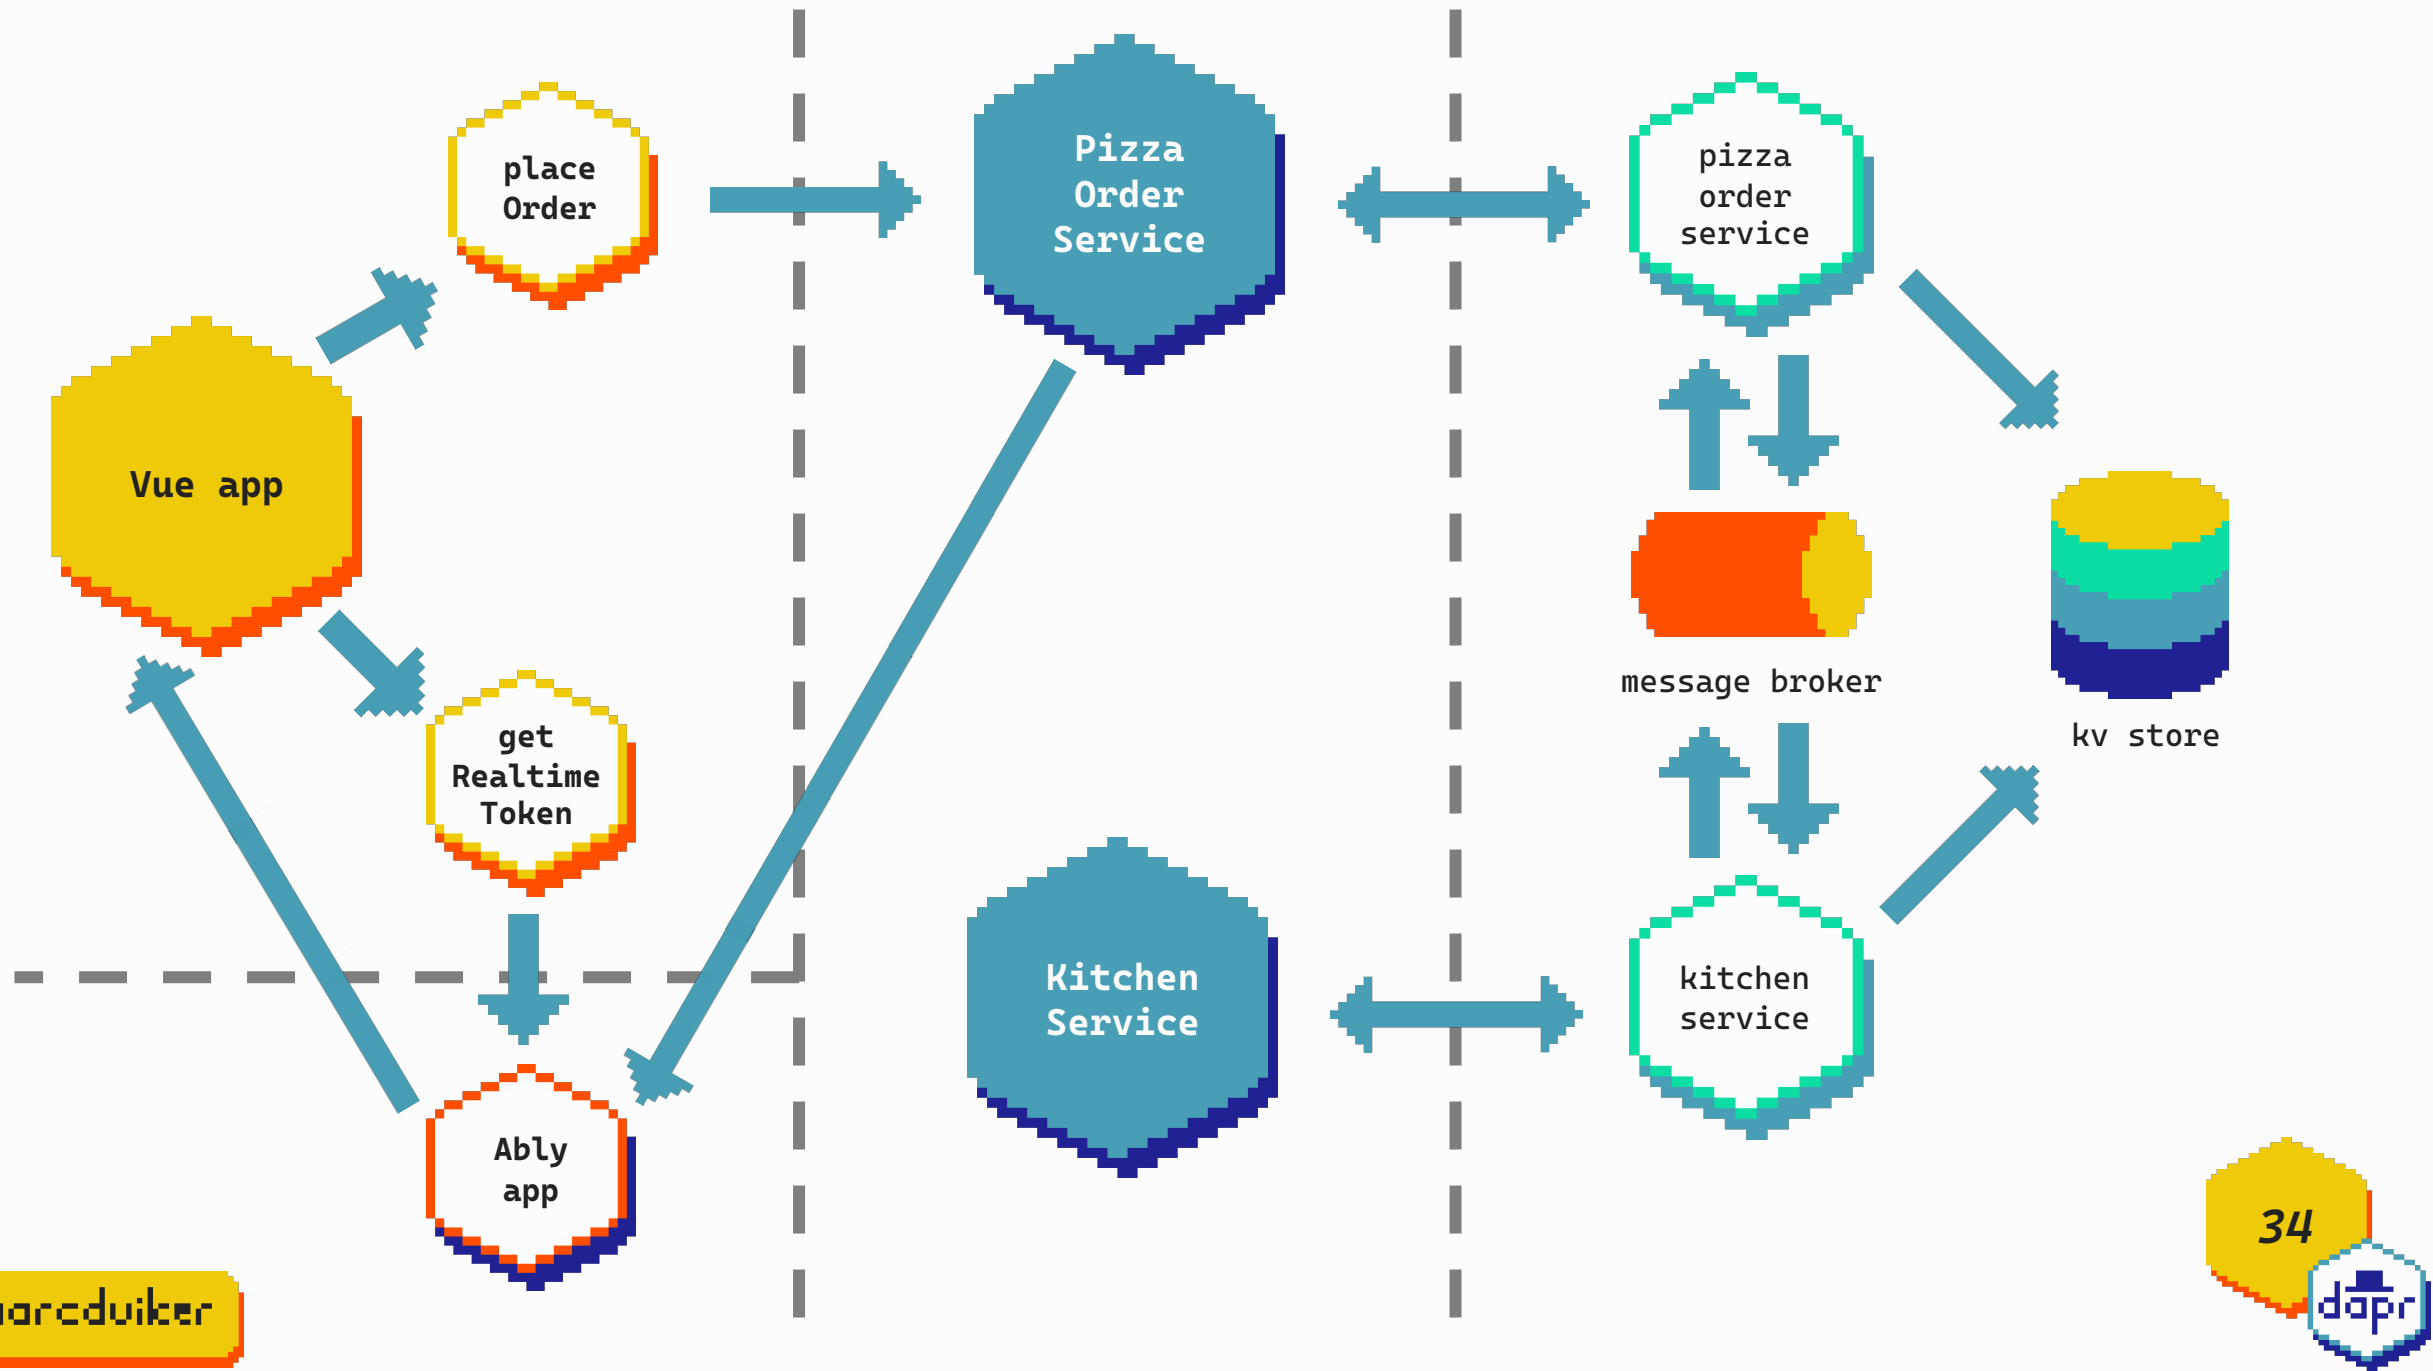 place
Order
Pizza
Order
Service
pizza
order
service
Vue app
get
Realtime
Token
message broker
kv store
Kitchen
Service
kitchen
service
Ably
app
34
dapr